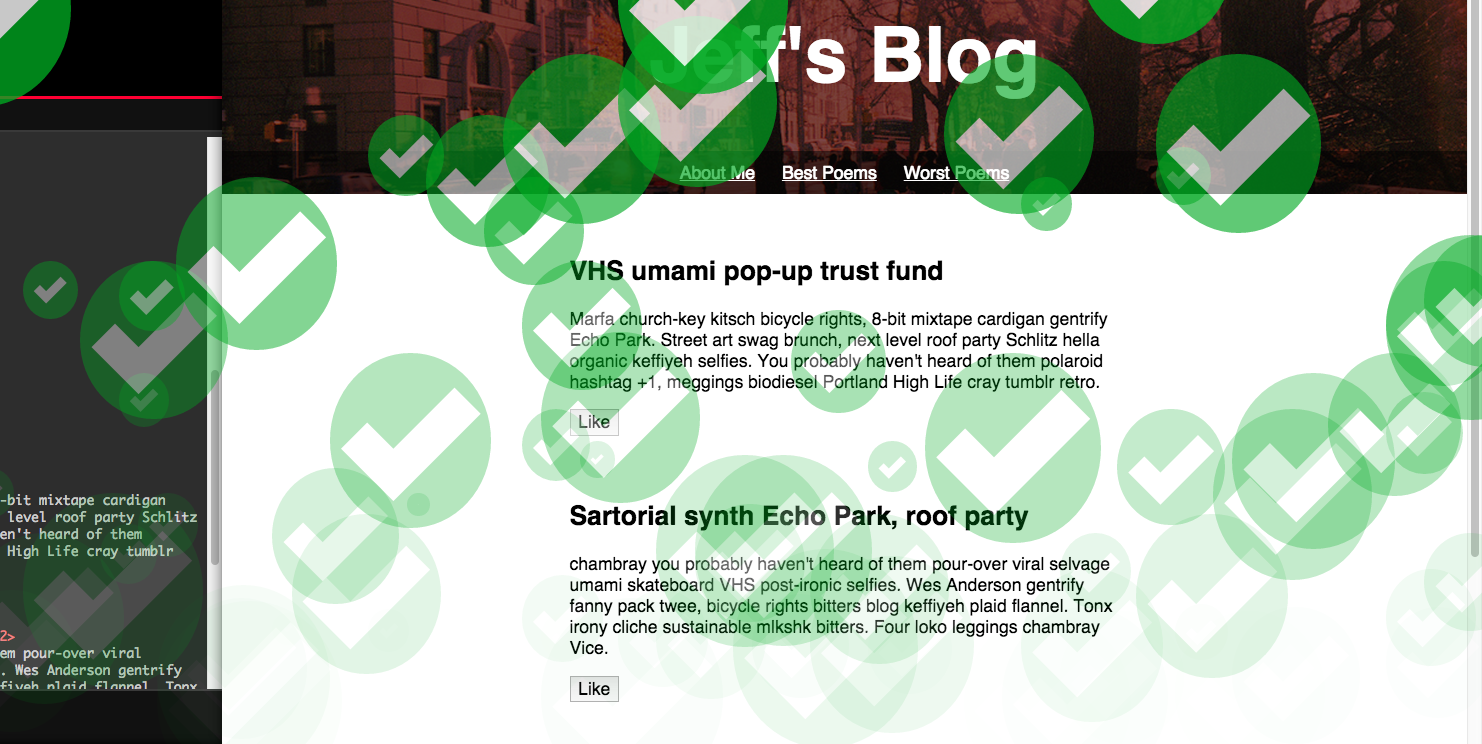 Jeff's Blog
About Me Best Poems Worst Poems
VHS umami pop-up trust fund
Marfa church-key kitsch bicycle rights, 8-bit mixtape cardigan gentrify
Echo Park. Street art swag brunch, next level roof party Schlitz hella
organic keffiyeh selfies. You probably haven't heard of them polaroid
hashtag +1, meggings biodiesel Portland High Life cray tumblr retro.
Like
Sartorial synth Echo Park, roof party
chambray you probably haven't heard of them pour-over viral selvage
umami skateboard VHS post-ironic selfies. Wes Anderson gentrify
fanny pack twee, bicycle rights bitters blog keffiyeh plaid flannel. Tonx
irony cliche sustainable mlkshk bitters. Four loko leggings chambray
Vice.
Like
-bit mixtape cardigan
level roof party Schlitz
en't heard of them
High Life cray tumblr
2>
em pour-over viral
. Wes Anderson gentrify
fiyeh plaid flannel. Tonx